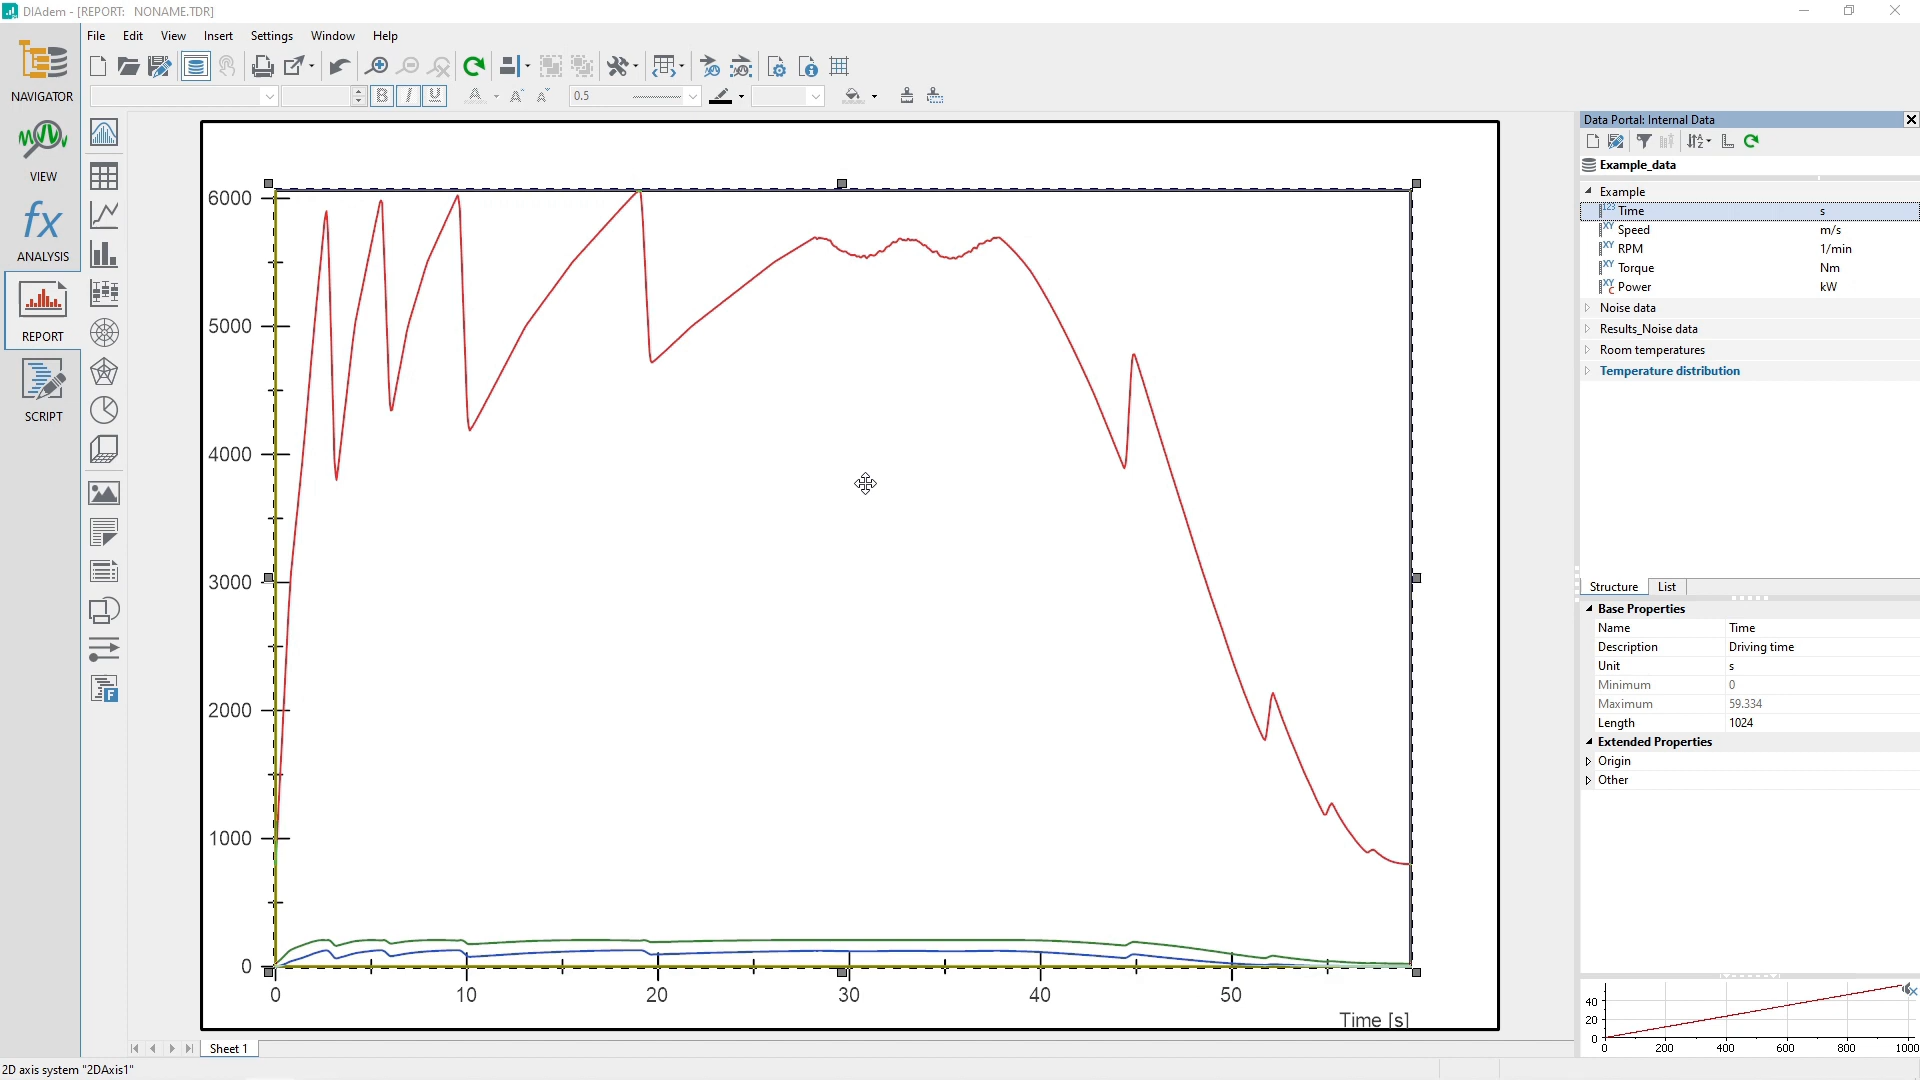 DIAdem - [REPORT: NONAME.TDR]
File Edit View Insert Settings Window Help
NAVIGATOR
VIEW
ANALYSIS
REPORT
SCRIPT
0.5
B I U
6000
5000
4000
3000
2000
1000
0
0 10 20 30 40 50
Time [s]
Sheet 1
2D axis system "2DAxis1"
Data Portal: Internal Data
Example_data
Example
Time s
Speed m/s
RPM 1/min
Torque Nm
Power kW
Noise data
Results_Noise data
Room temperatures
Temperature distribution
Structure List
Base Properties
Name Time
Description Driving time
Unit s
Minimum 0
Maximum 59.334
Length 1024
Extended Properties
Origin
Other
40
20
0
0 200 400 600 800 1000